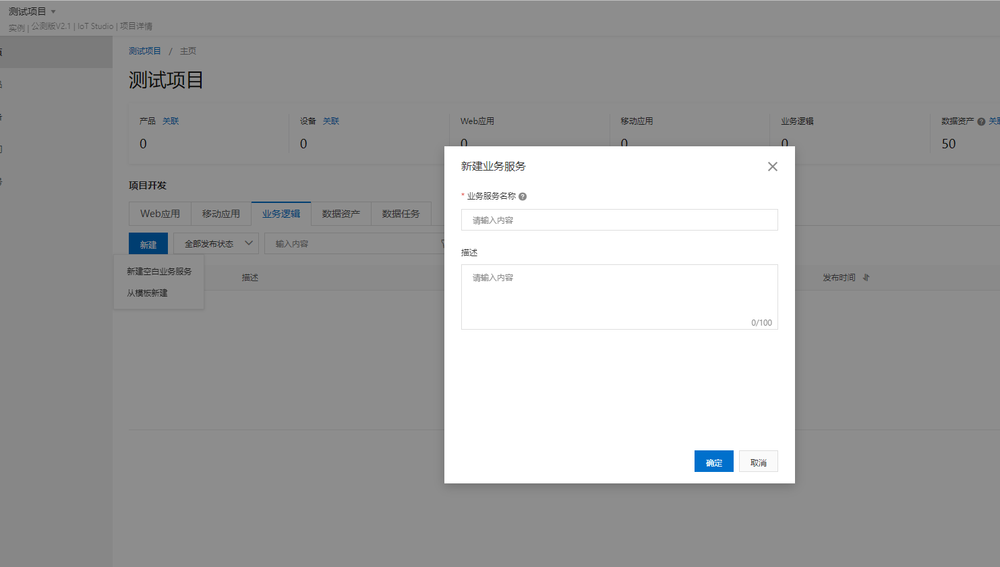 测试项目
实例 | 公测版V2.1 | IoT Studio | 项目详情
测试项目 / 主页
测试项目
产品 关联
0
设备 关联
0
Web应用
0
移动应用
0
业务逻辑
0
数据资产
50
项目开发
Web应用 移动应用 业务逻辑 数据资产 数据任务
新建 全部发布状态 输入内容
新建空白业务服务
从模板新建
描述
发布时间
新建业务服务
* 业务服务名称
请输入内容
描述
请输入内容
0/100
确定 取消